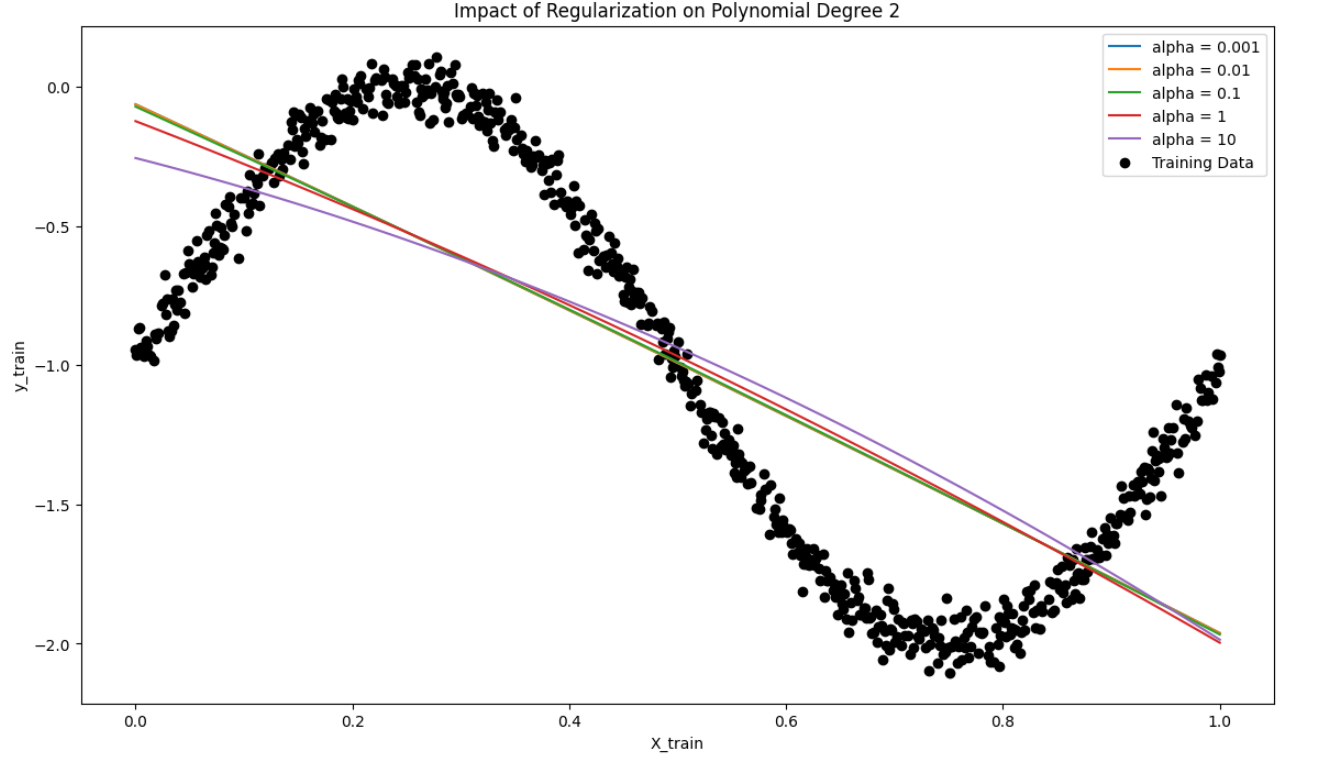 Impact of Regularization on Polynomial Degree 2
alpha = 0.001
alpha = 0.01
alpha = 0.1
alpha = 1
alpha = 10
Training Data
0.0
−0.5
−1.0
−1.5
−2.0
y_train
0.0 0.2 0.4 0.6 0.8 1.0
X_train